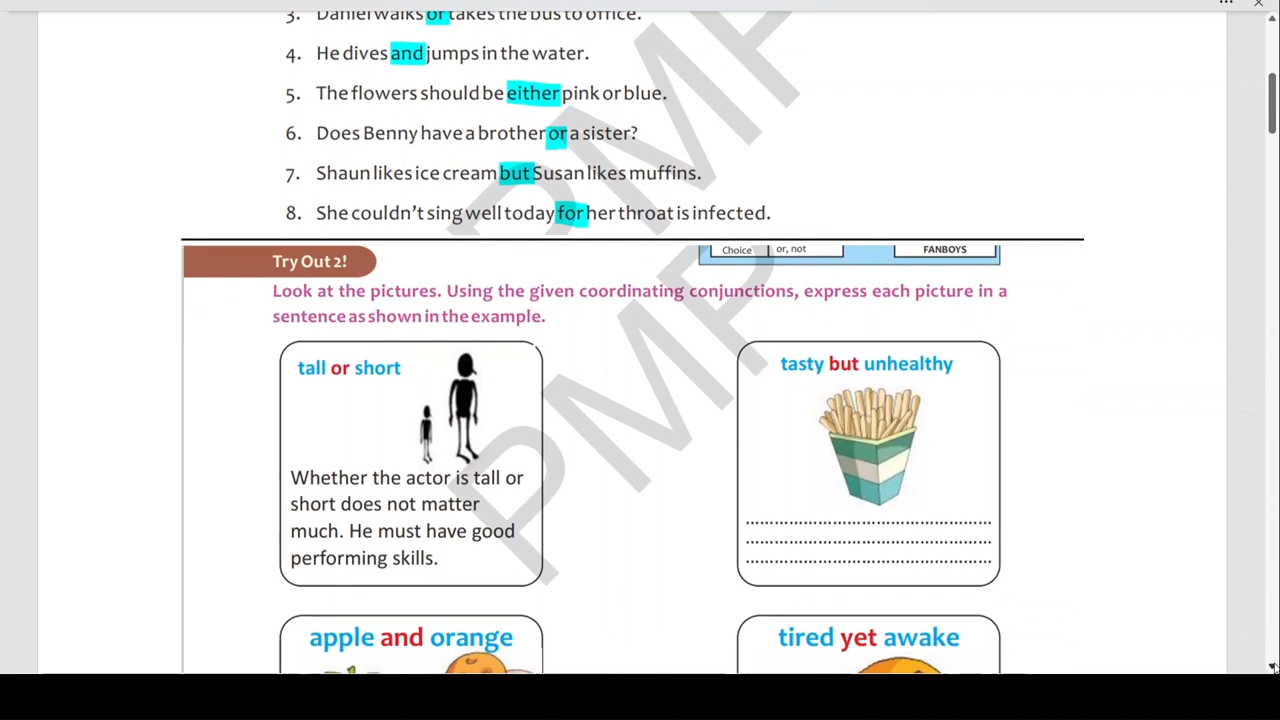 3. Daniel walks or takes the bus to office.
4. He dives and jumps in the water.
5. The flowers should be either pink or blue.
6. Does Benny have a brother or a sister?
7. Shaun likes ice cream but Susan likes muffins.
8. She couldn't sing well today for her throat is infected.
Try Out 2!
Choice or, not
FANBOYS
Look at the pictures. Using the given coordinating conjunctions, express each picture in a
sentence as shown in the example.
tall or short
Whether the actor is tall or
short does not matter
much. He must have good
performing skills.
tasty but unhealthy
apple and orange
tired yet awake
PMP
PMP